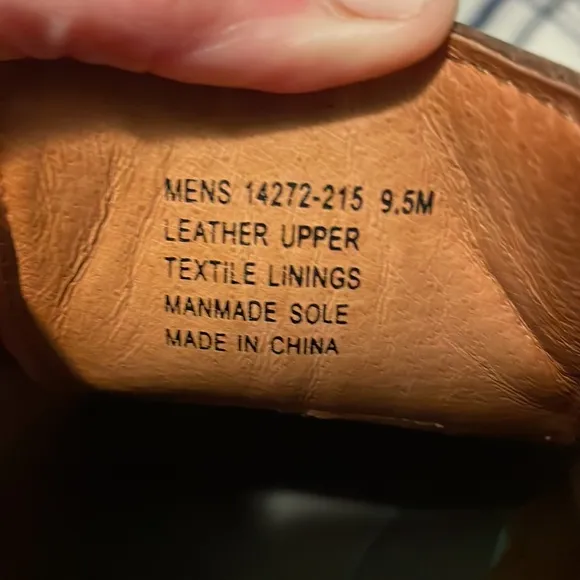 MENS 14272-215 9.5M
LEATHER UPPER
TEXTILE LININGS
MANMADE SOLE
MADE IN CHINA